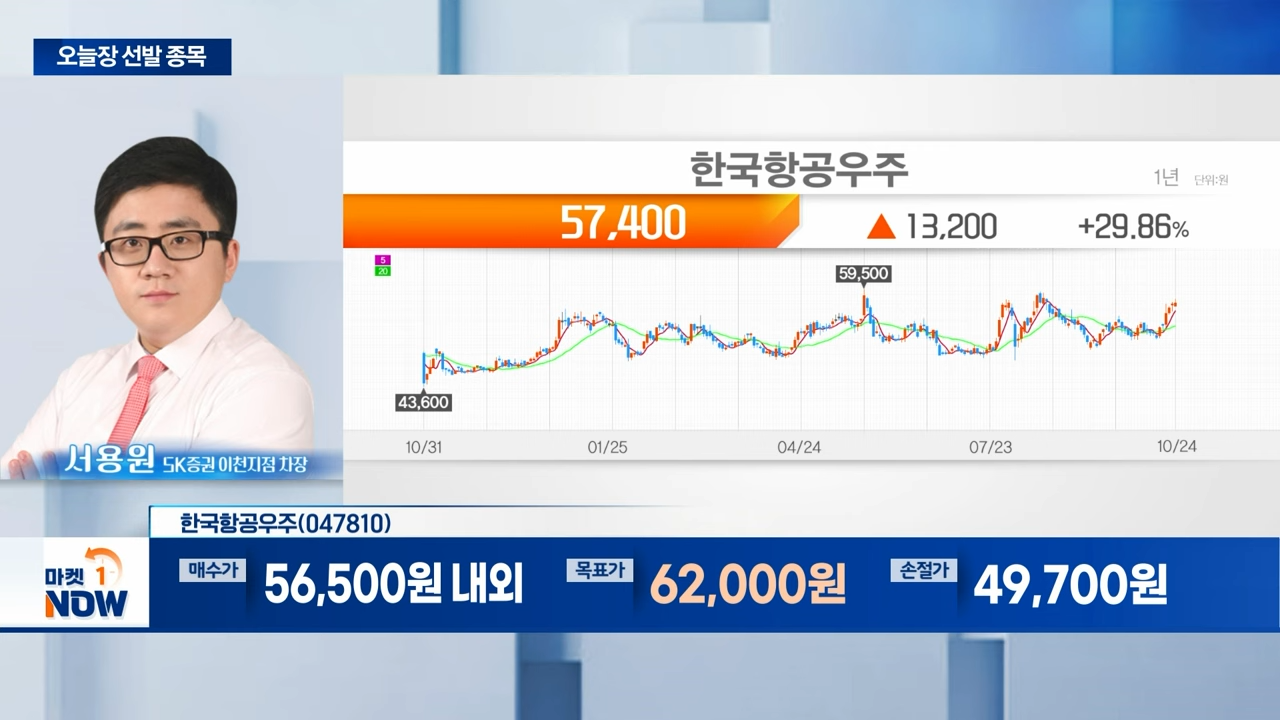 오늘장 선발 종목
한국항공우주
1년 단위:원
57,400 ▲ 13,200 +29.86%
5
20
59,500
43,600
10/31 01/25 04/24 07/23 10/24
서용원 SK증권 이천지점 차장
한국항공우주(047810)
마켓 1
NOW
매수가 56,500원 내외 목표가 62,000원 손절가 49,700원